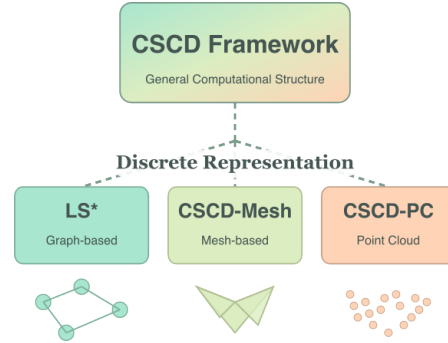 CSCD Framework
General Computational Structure
Discrete Representation
LS*
Graph-based
CSCD-Mesh
Mesh-based
CSCD-PC
Point Cloud